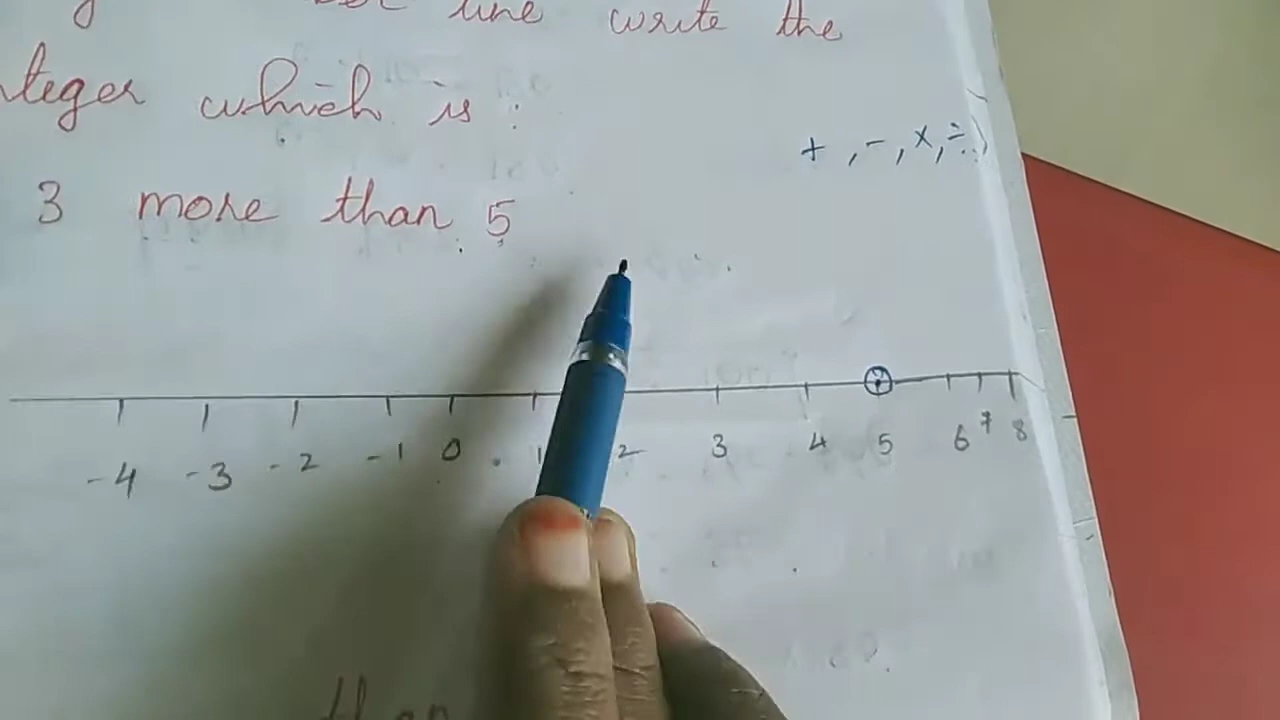 line write the
which is :
+ , - , × , ÷
3 more than 5
-4 -3 -2 -1 0 1 2 3 4 5 6 7 8
than